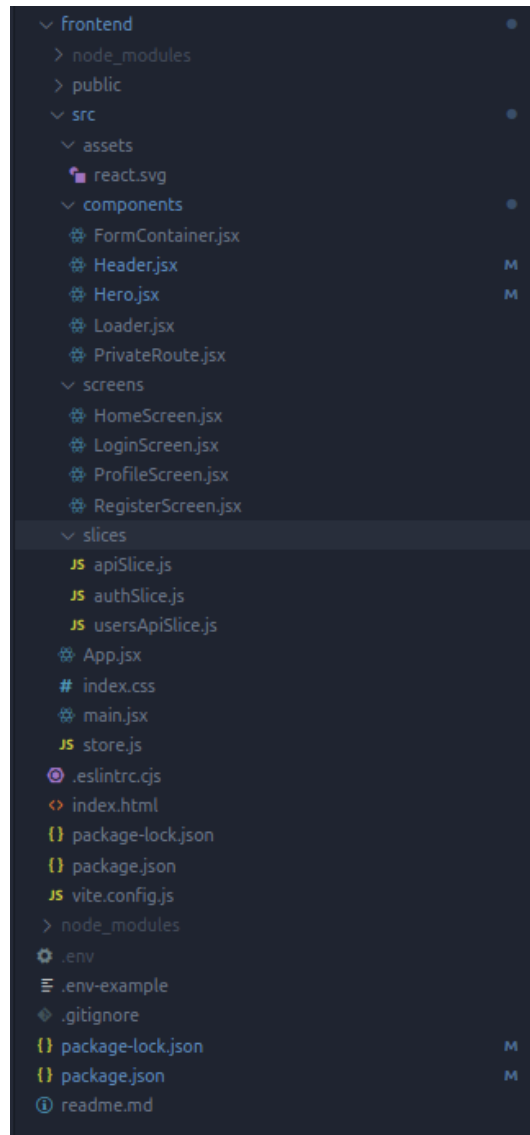 frontend
node_modules
public
src
assets
react.svg
components
FormContainer.jsx
Header.jsx M
Hero.jsx M
Loader.jsx
PrivateRoute.jsx
screens
HomeScreen.jsx
LoginScreen.jsx
ProfileScreen.jsx
RegisterScreen.jsx
slices
JS apiSlice.js
JS authSlice.js
JS usersApiSlice.js
App.jsx
# index.css
main.jsx
JS store.js
.eslintrc.cjs
<> index.html
{} package-lock.json
{} package.json
JS vite.config.js
node_modules
.env
.env-example
.gitignore
{} package-lock.json M
{} package.json M
readme.md